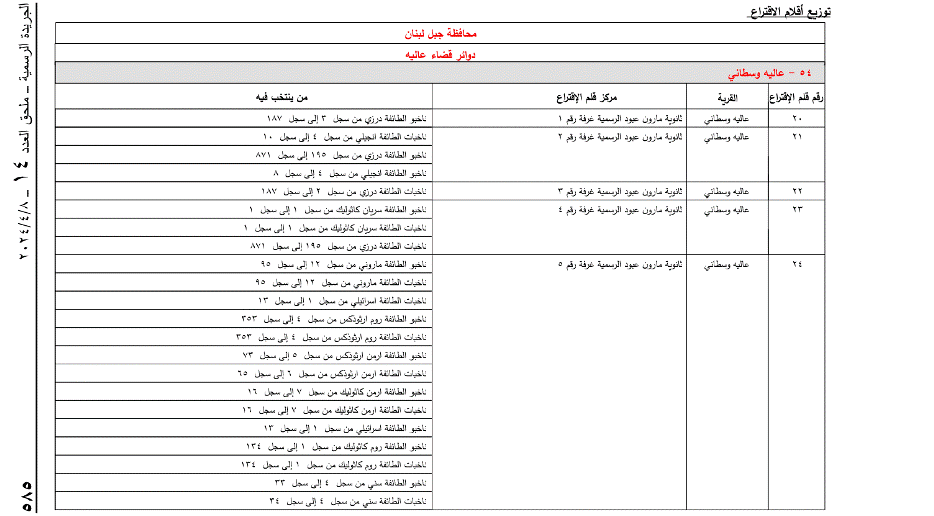 توزيع أقلام الإقتراع
محافظة جبل لبنان
دوائر قضاء عاليه
٥٤ - عاليه وسطاني
رقم قلم الإقتراع القرية مركز قلم الإقتراع من ينتخب فيه
٢٠ عاليه وسطاني ثانوية مارون عبود الرسمية غرفة رقم ١ ناخبو الطائفة درزي من سجل ٣ إلى سجل ١٨٧
٢١ عاليه وسطاني ثانوية مارون عبود الرسمية غرفة رقم ٢ ناخبات الطائفة انجيلي من سجل ٤ إلى سجل ١٠
ناخبو الطائفة درزي من سجل ١٩٥ إلى سجل ٨٧١
ناخبو الطائفة انجيلي من سجل ٤ إلى سجل ٨
٢٢ عاليه وسطاني ثانوية مارون عبود الرسمية غرفة رقم ٣ ناخبات الطائفة درزي من سجل ٢ إلى سجل ١٨٧
٢٣ عاليه وسطاني ثانوية مارون عبود الرسمية غرفة رقم ٤ ناخبو الطائفة سريان كاثوليك من سجل ١ إلى سجل ١
ناخبات الطائفة سريان كاثوليك من سجل ١ إلى سجل ١
ناخبات الطائفة درزي من سجل ١٩٥ إلى سجل ٨٧١
٢٤ عاليه وسطاني ثانوية مارون عبود الرسمية غرفة رقم ٥ ناخبو الطائفة ماروني من سجل ١٢ إلى سجل ٩٥
ناخبات الطائفة ماروني من سجل ١٢ إلى سجل ٩٥
ناخبات الطائفة اسرائيلي من سجل ١ إلى سجل ١٣
ناخبو الطائفة روم ارثوذكس من سجل ٤ إلى سجل ٣٥٣
ناخبات الطائفة روم ارثوذكس من سجل ٤ إلى سجل ٣٥٣
ناخبو الطائفة ارمن ارثوذكس من سجل ٥ إلى سجل ٧٣
ناخبات الطائفة ارمن ارثوذكس من سجل ٦ إلى سجل ٦٥
ناخبو الطائفة ارمن كاثوليك من سجل ٧ إلى سجل ١٦
ناخبات الطائفة ارمن كاثوليك من سجل ٧ إلى سجل ١٦
ناخبو الطائفة اسرائيلي من سجل ١ إلى سجل ١٣
ناخبو الطائفة روم كاثوليك من سجل ١ إلى سجل ١٣٤
ناخبات الطائفة روم كاثوليك من سجل ١ إلى سجل ١٣٤
ناخبو الطائفة سني من سجل ٤ إلى سجل ٣٣
ناخبات الطائفة سني من سجل ٤ إلى سجل ٣٤
الجريدة الرسمية – ملحق العدد ١٤ – ٢٠٢٤/٤/٨
٥٨٥